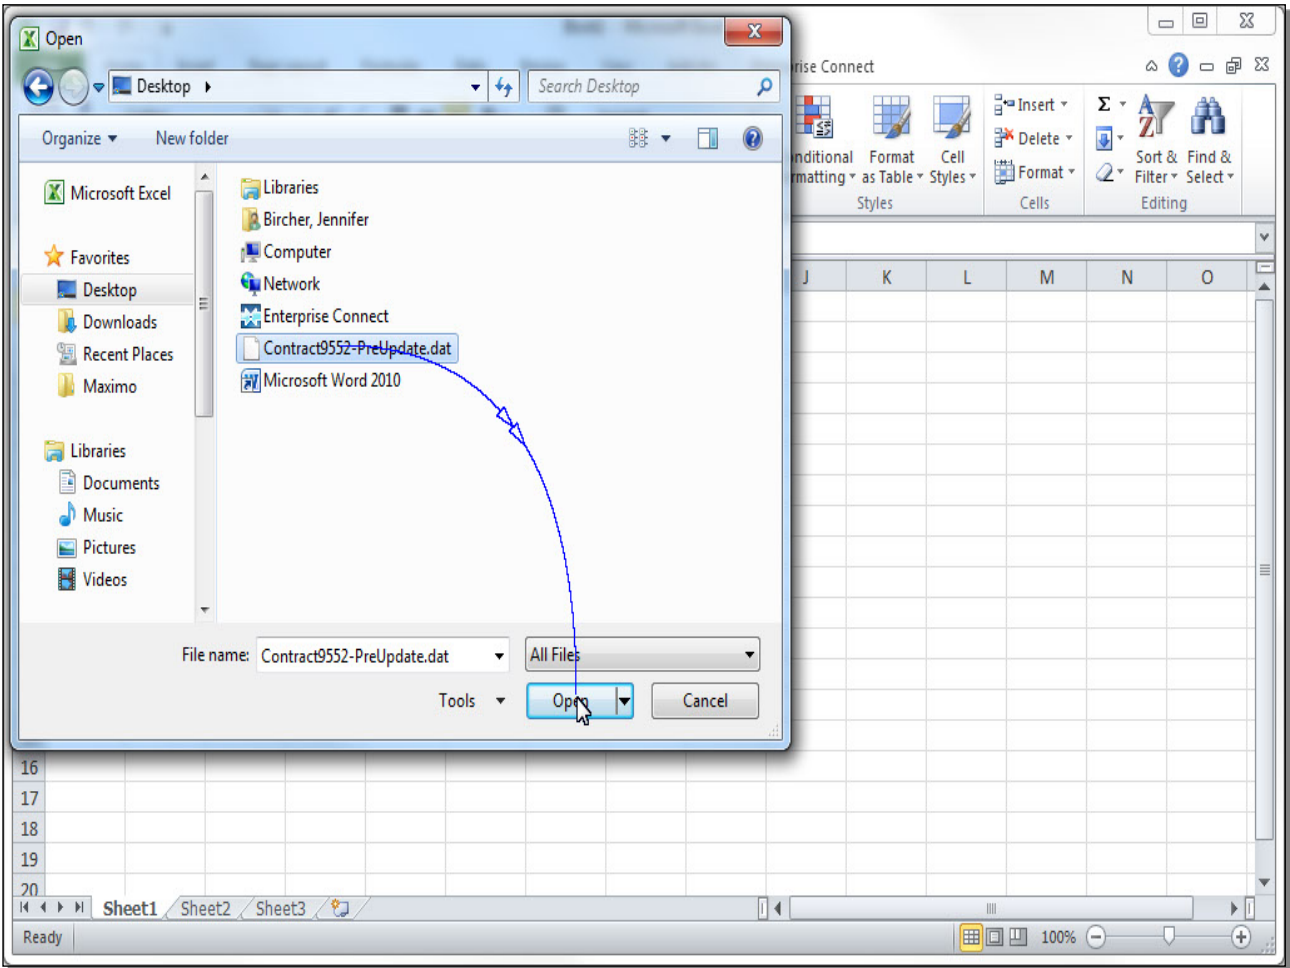 Open
Desktop
Search Desktop
Organize
New folder
Microsoft Excel
Favorites
Desktop
Downloads
Recent Places
Maximo
Libraries
Documents
Music
Pictures
Videos
Libraries
Bircher, Jennifer
Computer
Network
Enterprise Connect
Contract9552-PreUpdate.dat
Microsoft Word 2010
File name: Contract9552-PreUpdate.dat
All Files
Tools
Open
Cancel
rise Connect
nditional
rmatting
Format
as Table
Cell
Styles
Styles
Insert
Delete
Format
Cells
Σ
Sort &
Filter
Find &
Select
Editing
J K L M N O
16
17
18
19
20
Sheet1 Sheet2 Sheet3
Ready
100%